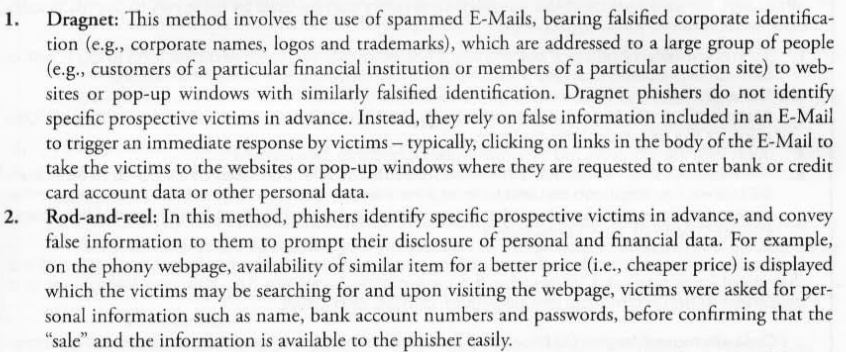 1. Dragnet: This method involves the use of spammed E-Mails, bearing falsified corporate identifica-
tion (e.g., corporate names, logos and trademarks), which are addressed to a large group of people
(e.g., customers of a particular financial institution or members of a particular auction site) to web-
sites or pop-up windows with similarly falsified identification. Dragnet phishers do not identify
specific prospective victims in advance. Instead, they rely on false information included in an E-Mail
to trigger an immediate response by victims – typically, clicking on links in the body of the E-Mail to
take the victims to the websites or pop-up windows where they are requested to enter bank or credit
card account data or other personal data.
2. Rod-and-reel: In this method, phishers identify specific prospective victims in advance, and convey
false information to them to prompt their disclosure of personal and financial data. For example,
on the phony webpage, availability of similar item for a better price (i.e., cheaper price) is displayed
which the victims may be searching for and upon visiting the webpage, victims were asked for per-
sonal information such as name, bank account numbers and passwords, before confirming that the
“sale” and the information is available to the phisher easily.